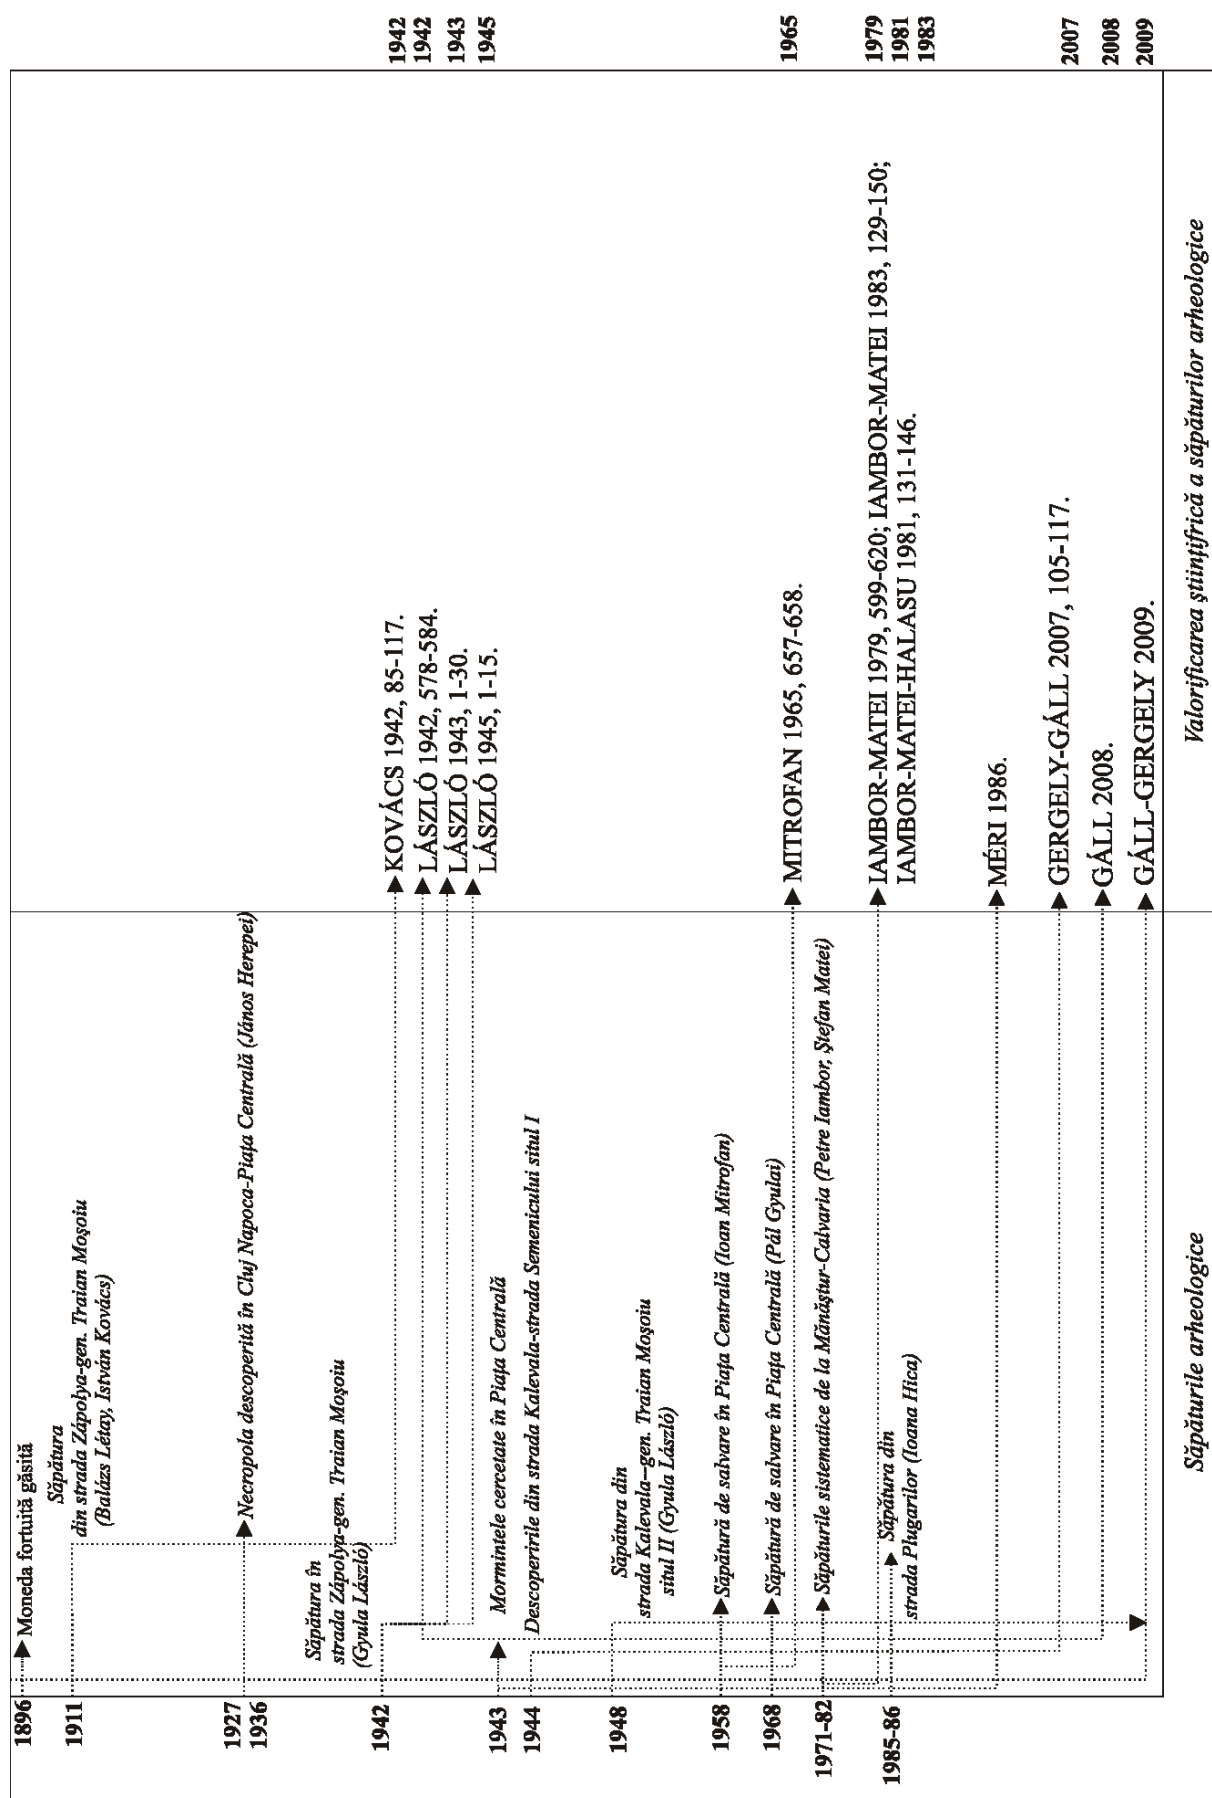 1896
Moneda fortuită găsită
1911
Săpătura
din strada Zápolya-gen. Traian Moşoiu
(Balázs Létay, István Kovács)
1927
1936
Necropola descoperită în Cluj Napoca-Piaţa Centrală (János Herepei)
1942
Săpătura în
strada Zápolya-gen. Traian Moşoiu
(Gyula László)
1943
Mormintele cercetate în Piaţa Centrală
1944
Descoperirile din strada Kalevala-strada Semenicului situl I
1948
Săpătura din
strada Kalevala--gen. Traian Moşoiu
situl II (Gyula László)
1958
Săpătură de salvare în Piaţa Centrală (Ioan Mitrofan)
1968
Săpătură de salvare în Piaţa Centrală (Pál Gyulai)
1971-82
Săpăturile sistematice de la Mănăştur-Calvaria (Petre Iambor, Ştefan Matei)
1985-86
Săpătura din
strada Plugarilor (Ioana Hica)
Săpăturile arheologice
KOVÁCS 1942, 85-117.
LÁSZLÓ 1942, 578-584.
LÁSZLÓ 1943, 1-30.
LÁSZLÓ 1945, 1-15.
MITROFAN 1965, 657-658.
IAMBOR-MATEI 1979, 599-620; IAMBOR-MATEI 1983, 129-150;
IAMBOR-MATEI-HALASU 1981, 131-146.
MÉRI 1986.
GERGELY-GÁLL 2007, 105-117.
GÁLL 2008.
GÁLL-GERGELY 2009.
Valorificarea ştiinţifrică a săpăturilor arheologice
1942
1942
1943
1945
1965
1979
1981
1983
2007
2008
2009